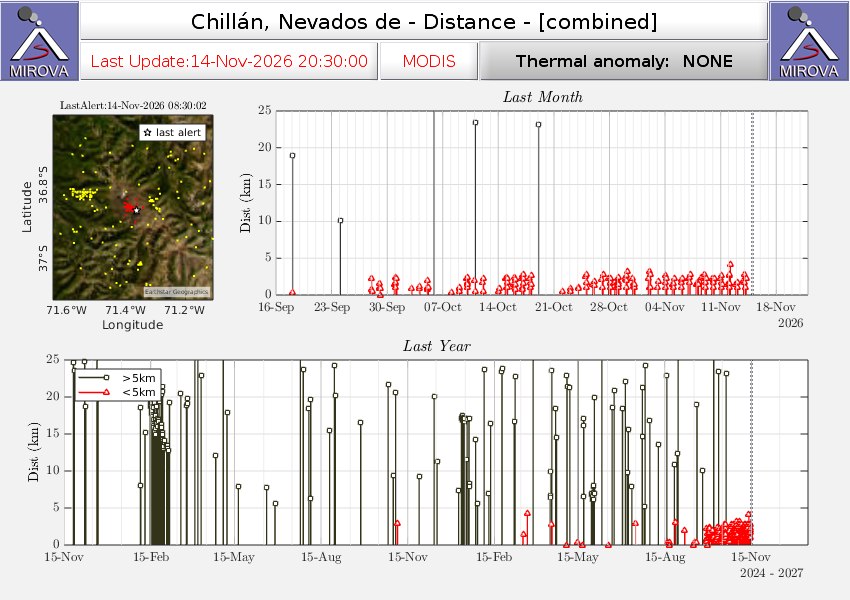 Chillán, Nevados de - Distance - [combined]
MIROVA
Last Update:14-Nov-2026 20:30:00
MODIS
Thermal anomaly: NONE
MIROVA
LastAlert:14-Nov-2026 08:30:02
last alert
Latitude
36.8°S
37°S
Earthstar Geographics
71.6°W 71.4°W 71.2°W
Longitude
Last Month
Dist (km)
25
20
15
10
5
0
16-Sep 23-Sep 30-Sep 07-Oct 14-Oct 21-Oct 28-Oct 04-Nov 11-Nov 18-Nov
2026
Last Year
Dist (km)
25
20
15
10
5
0
>5km
<5km
15-Nov 15-Feb 15-May 15-Aug 15-Nov 15-Feb 15-May 15-Aug 15-Nov
2024 - 2027